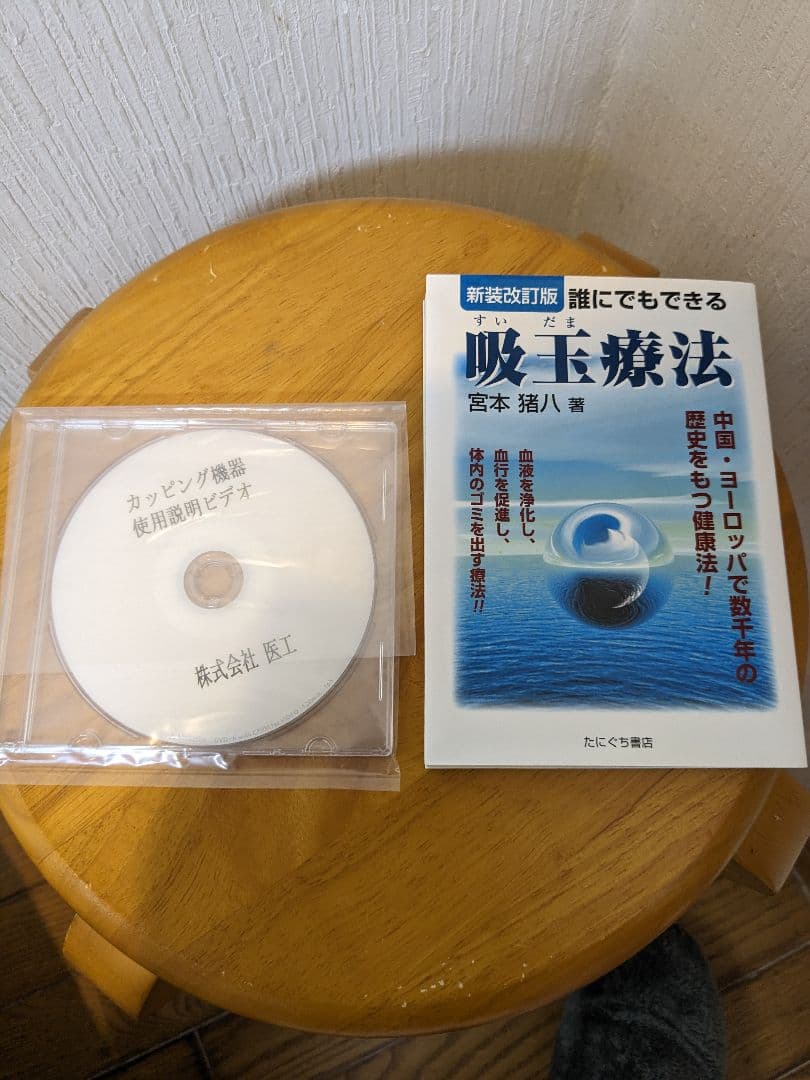 カッピング機器
使用説明ビデオ
株式会社 医工
新装改訂版
誰にでもできる
すい だま
吸玉療法
宮本 猪八 著
中国・ヨーロッパで数千年の
歴史をもつ健康法!
血液を浄化し、
血行を促進し、
体内のゴミを出す療法!!
たにぐち書店